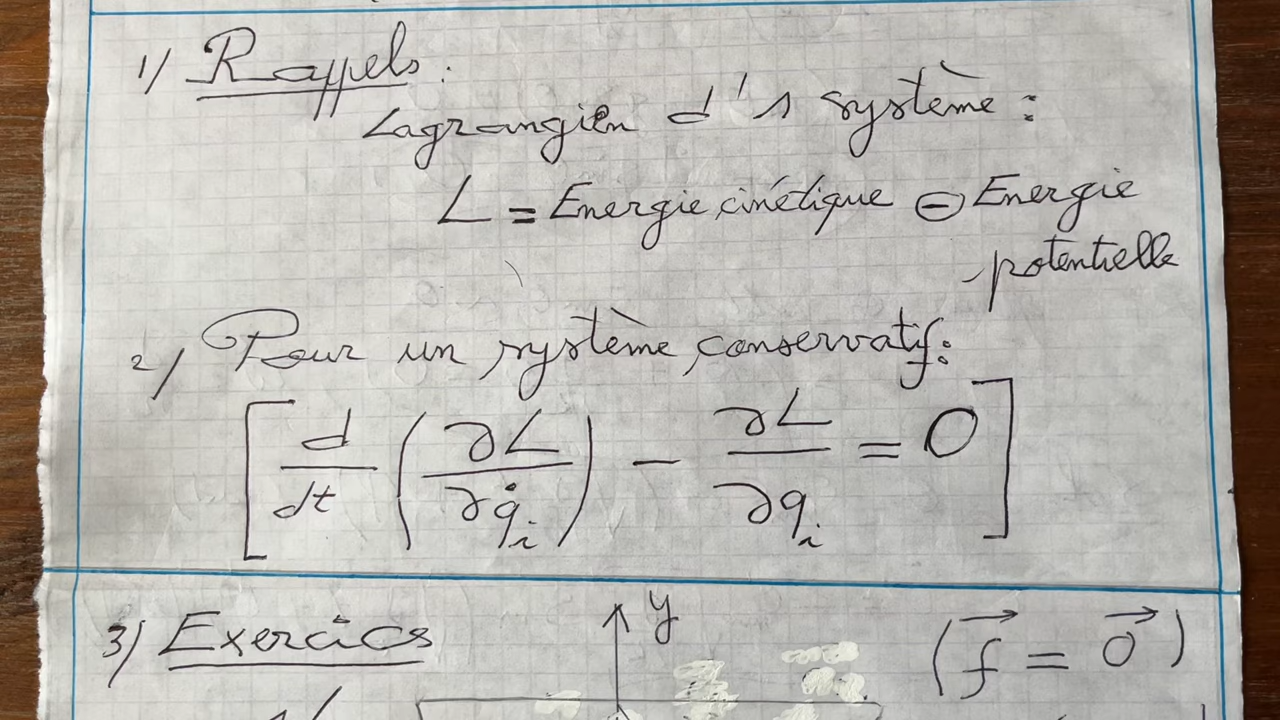 1) Rappels :
Lagrangien d'1 système :
L = Energie cinétique ⊖ Energie
potentielle
2) Pour un système conservatif :
[ d/dt ( ∂L/∂q̇ᵢ ) − ∂L/∂qᵢ = 0 ]
3) Exercics
y
( f⃗ = 0⃗ )